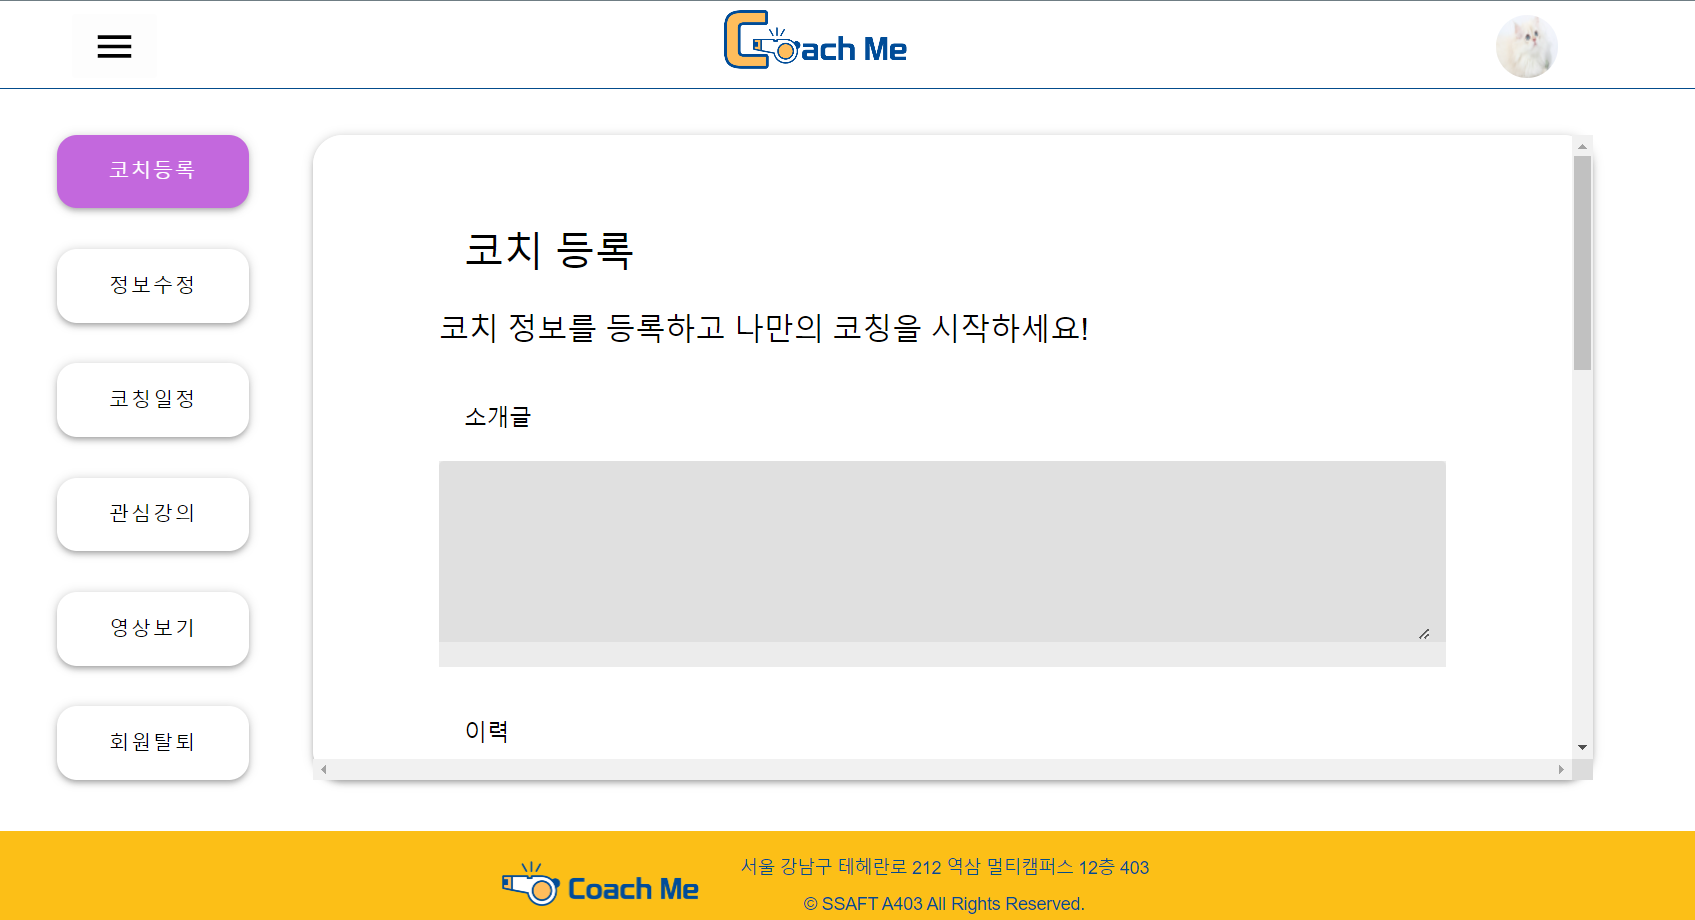 Coach Me
코치등록
정보수정
코칭일정
관심강의
영상보기
회원탈퇴
코치 등록
코치 정보를 등록하고 나만의 코칭을 시작하세요!
소개글
이력
Coach Me
서울 강남구 테헤란로 212 역삼 멀티캠퍼스 12층 403
© SSAFT A403 All Rights Reserved.